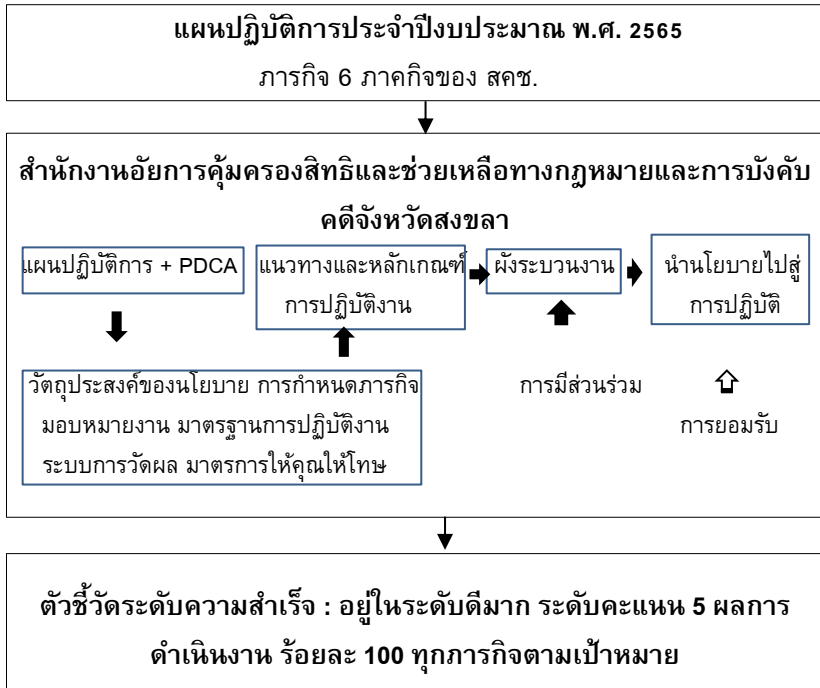 แผนปฏิบัติการประจำปีงบประมาณ พ.ศ. 2565
ภารกิจ 6 ภาคกิจของ สคช.
สำนักงานอัยการคุ้มครองสิทธิและช่วยเหลือทางกฎหมายและการบังคับ
คดีจังหวัดสงขลา
แผนปฏิบัติการ + PDCA
แนวทางและหลักเกณฑ์
การปฏิบัติงาน
ผังระบวนงาน
นำนโยบายไปสู่
การปฏิบัติ
วัตถุประสงค์ของนโยบาย การกำหนดภารกิจ
มอบหมายงาน มาตรฐานการปฏิบัติงาน
ระบบการวัดผล มาตรการให้คุณให้โทษ
การมีส่วนร่วม
การยอมรับ
ตัวชี้วัดระดับความสำเร็จ : อยู่ในระดับดีมาก ระดับคะแนน 5 ผลการ
ดำเนินงาน ร้อยละ 100 ทุกภารกิจตามเป้าหมาย